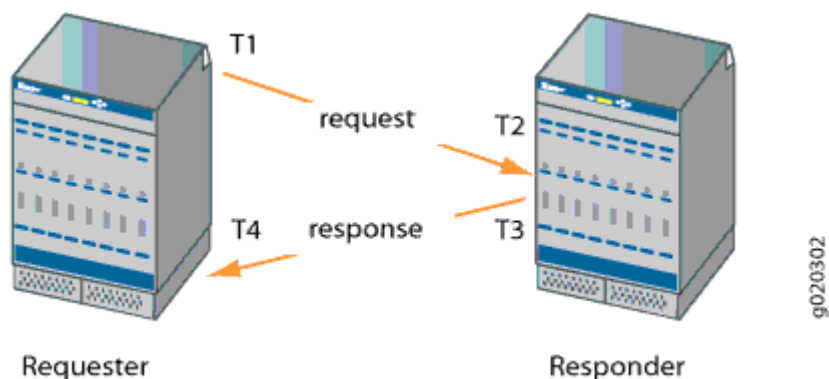 T1
request
T2
T4
response
T3
Requester
Responder
g020302